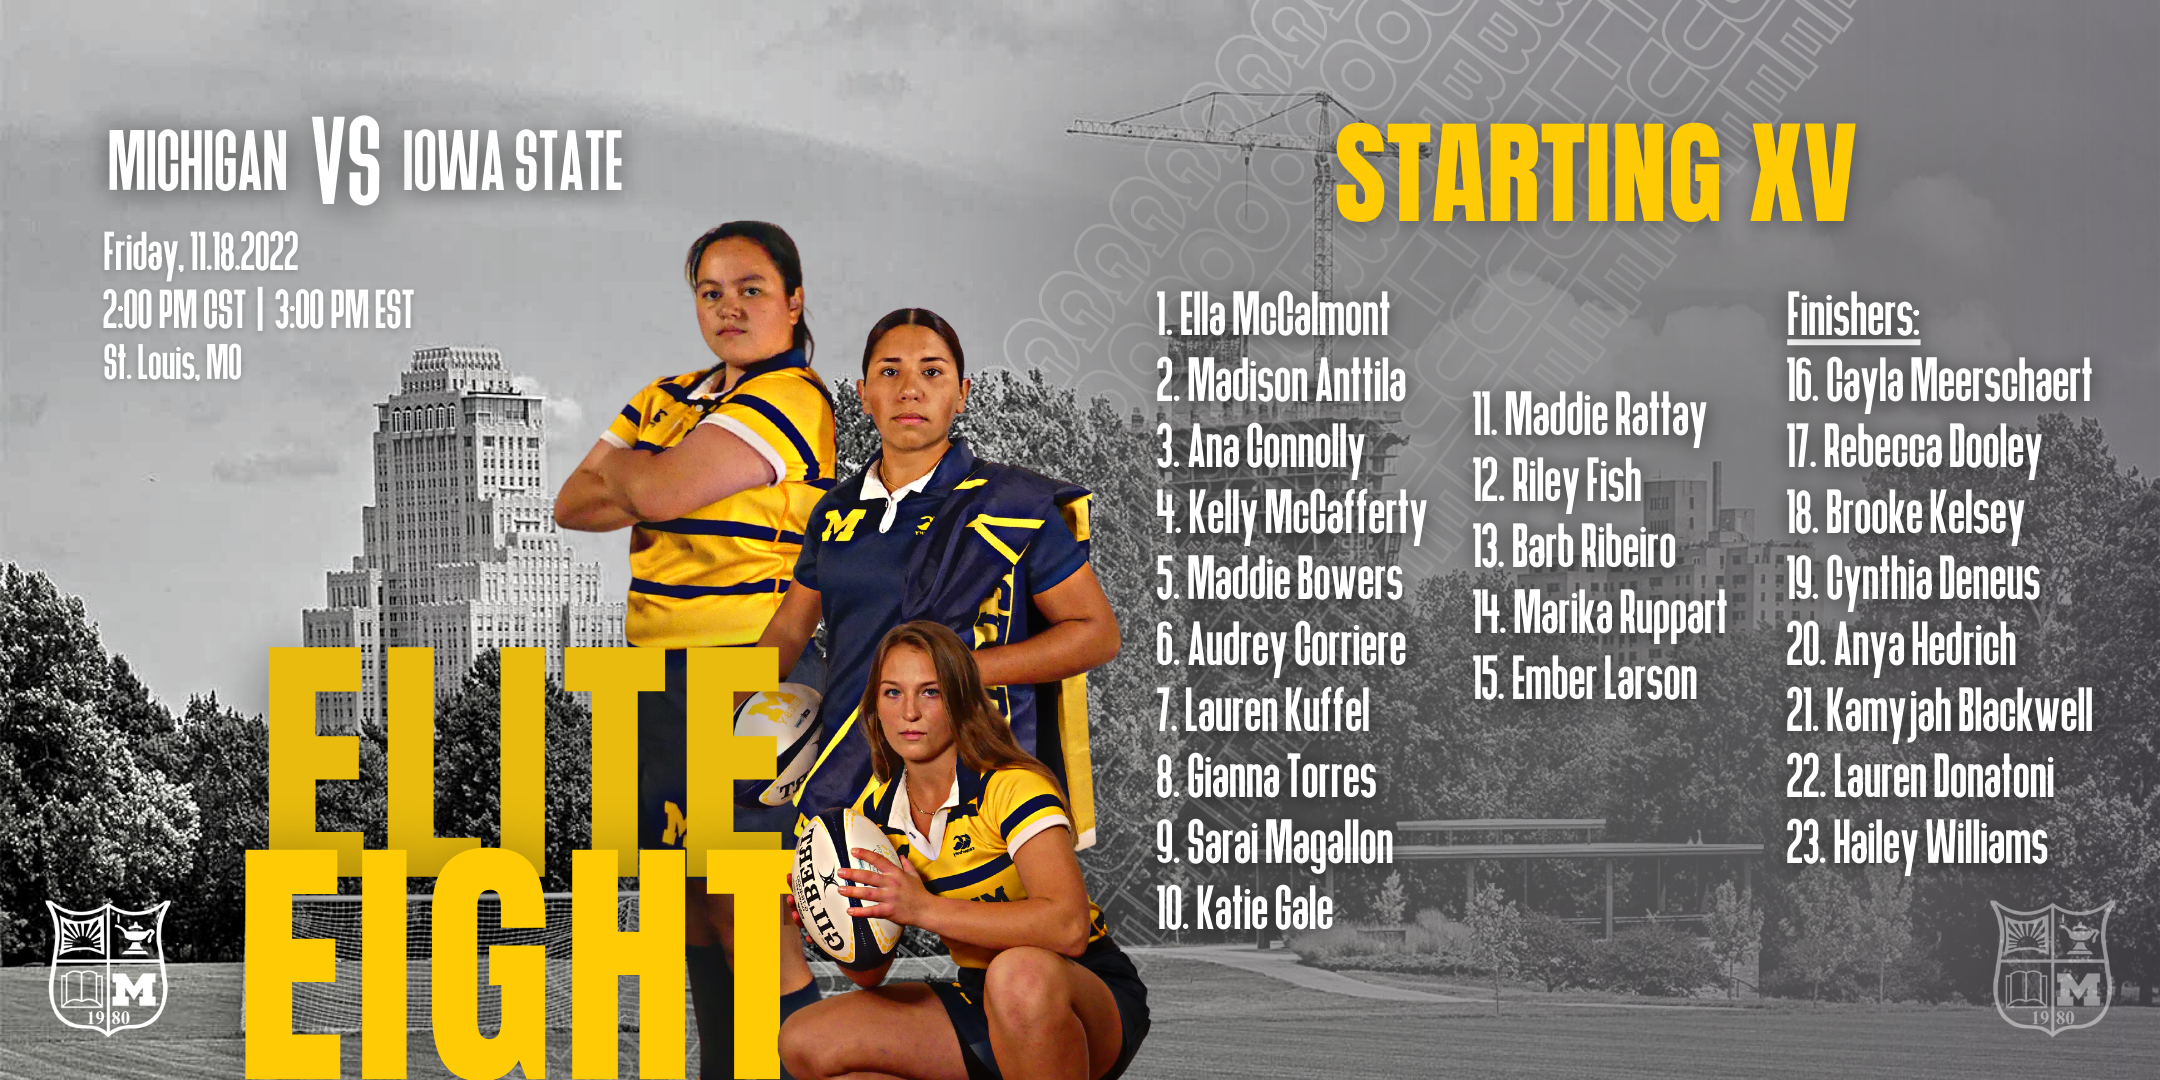 MICHIGAN VS IOWA STATE
Friday, 11.18.2022
2:00 PM CST | 3:00 PM EST
St. Louis, MO
ELITE
EIGHT
STARTING XV
1. Ella McCalmont
2. Madison Anttila
3. Ana Connolly
4. Kelly McCafferty
5. Maddie Bowers
6. Audrey Corriere
7. Lauren Kuffel
8. Gianna Torres
9. Sarai Magallon
10. Katie Gale
11. Maddie Rattay
12. Riley Fish
13. Barb Ribeiro
14. Marika Ruppart
15. Ember Larson
Finishers:
16. Cayla Meerschaert
17. Rebecca Dooley
18. Brooke Kelsey
19. Cynthia Deneus
20. Anya Hedrich
21. Kamyjah Blackwell
22. Lauren Donatoni
23. Hailey Williams
GO BLUE
M
M
GILBERT
M
1980
M
1980